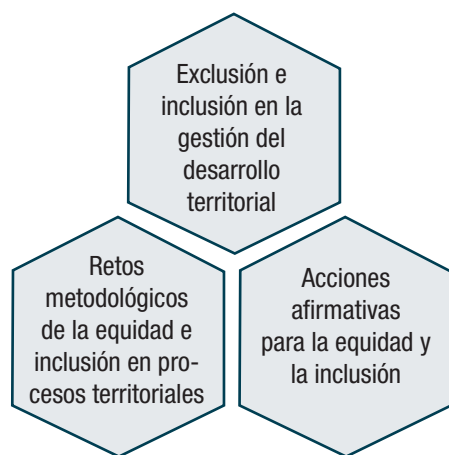 Exclusión e
inclusión en la
gestión del
desarrollo
territorial
Retos
metodológicos
de la equidad e
inclusión en pro-
cesos territoriales
Acciones
afirmativas
para la equidad y
la inclusión